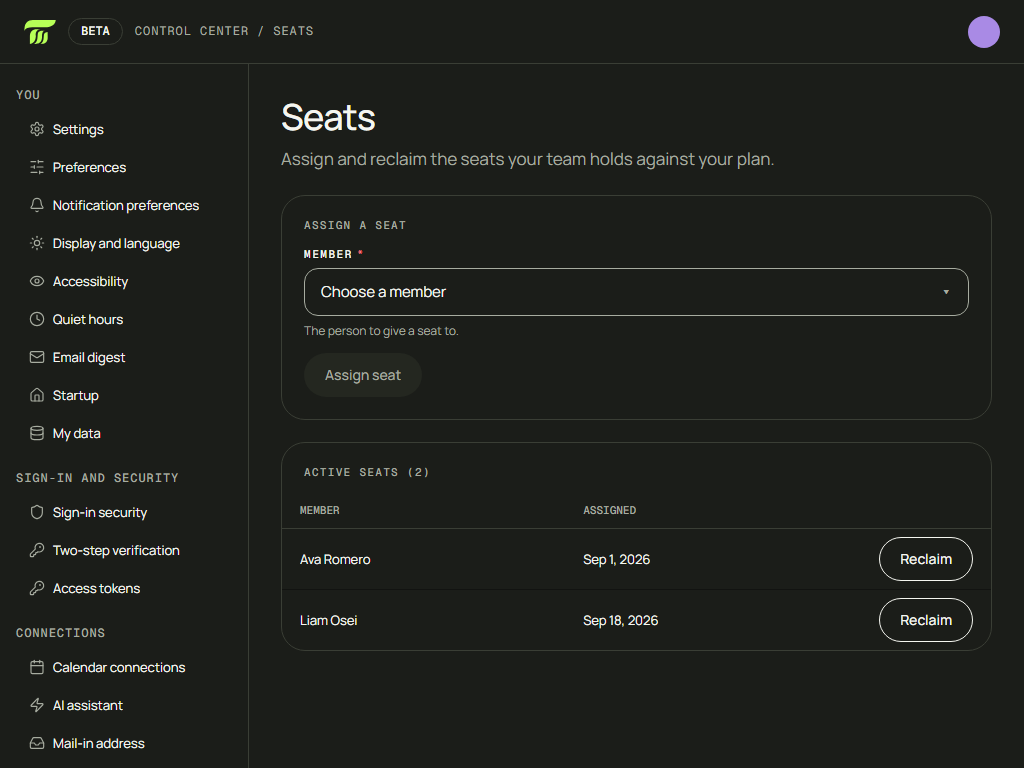 BETA
CONTROL CENTER / SEATS
YOU
Settings
Preferences
Notification preferences
Display and language
Accessibility
Quiet hours
Email digest
Startup
My data
SIGN-IN AND SECURITY
Sign-in security
Two-step verification
Access tokens
CONNECTIONS
Calendar connections
AI assistant
Mail-in address
Seats
Assign and reclaim the seats your team holds against your plan.
ASSIGN A SEAT
MEMBER *
Choose a member
The person to give a seat to.
Assign seat
ACTIVE SEATS (2)
MEMBER ASSIGNED
Ava Romero Sep 1, 2026 Reclaim
Liam Osei Sep 18, 2026 Reclaim